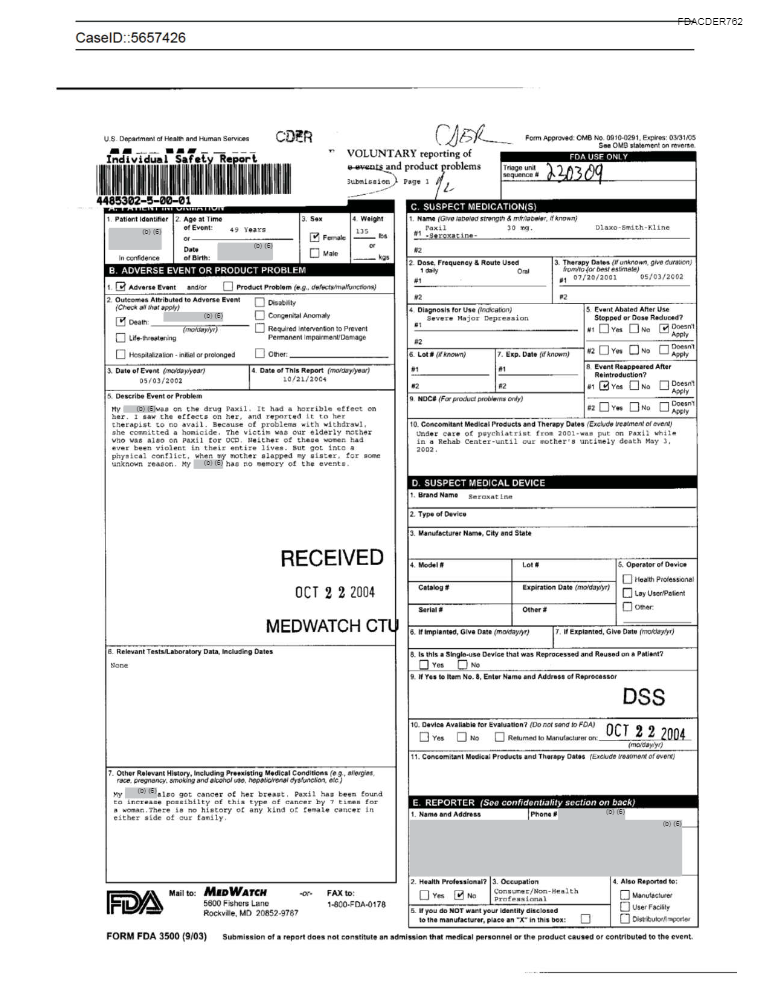 FDACDER762
CaseID::5657426
U.S. Department of Health and Human Services
CDER
CDER
Form Approved: OMB No. 0910-0291, Expires: 03/31/05
See OMB statement on reverse.
Individual Safety Report
4485302-5-00-01
VOLUNTARY reporting of
e events and product problems
Submission) Page 1 /2
FDA USE ONLY
Triage unit
sequence #
220309
1. Patient Identifier
(b) (6)
In confidence
2. Age at Time
of Event: 49 Years
or
Date
of Birth: (b) (6)
3. Sex
Female
Male
4. Weight
135 lbs
or
kgs
B. ADVERSE EVENT OR PRODUCT PROBLEM
1. Adverse Event and/or Product Problem (e.g., defects/malfunctions)
2. Outcomes Attributed to Adverse Event
(Check all that apply)
Death: (b) (6)
(mo/day/yr)
Life-threatening
Hospitalization - initial or prolonged
Disability
Congenital Anomaly
Required Intervention to Prevent
Permanent Impairment/Damage
Other:
3. Date of Event (mo/day/year)
05/03/2002
4. Date of This Report (mo/day/year)
10/21/2004
5. Describe Event or Problem
My (b) (6) was on the drug Paxil. It had a horrible effect on
her. I saw the effects on her, and reported it to her
therapist to no avail. Because of problems with withdrawl,
she committed a homicide. The victim was our elderly mother
who was also on Paxil for OCD. Neither of these women had
ever been violent in their entire lives. But got into a
physical conflict, when my mother slapped my sister, for some
unknown reason. My (b) (6) has no memory of the events.
RECEIVED
OCT 2 2 2004
MEDWATCH CTU
6. Relevant Tests/Laboratory Data, Including Dates
None
7. Other Relevant History, Including Preexisting Medical Conditions (e.g., allergies,
race, pregnancy, smoking and alcohol use, hepatic/renal dysfunction, etc.)
My (b) (6) also got cancer of her breast. Paxil has been found
to increase possibilty of this type of cancer by 7 times for
a woman.There is no history of any kind of female cancer in
either side of our family.
C. SUSPECT MEDICATION(S)
1. Name (Give labeled strength & mfr/labeler, if known)
Paxil 30 mg. Dlaxo-Smith-Kline
#1 -Seroxatine-
#2
2. Dose, Frequency & Route Used
1 daily Oral
#1
#2
3. Therapy Dates (If unknown, give duration)
from/to (or best estimate)
#1 07/20/2001 05/03/2002
#2
4. Diagnosis for Use (Indication)
Severe Major Depression
#1
#2
5. Event Abated After Use
Stopped or Dose Reduced?
#1 Yes No Doesn't
Apply
#2 Yes No Doesn't
Apply
6. Lot # (if known)
#1
#2
7. Exp. Date (if known)
#1
#2
8. Event Reappeared After
Reintroduction?
#1 Yes No Doesn't
Apply
#2 Yes No Doesn't
Apply
9. NDC# (For product problems only)
10. Concomitant Medical Products and Therapy Dates (Exclude treatment of event)
Under care of psychiatrist from 2001-was put on Paxil while
in a Rehab Center-until our mother's untimely death May 3,
2002.
D. SUSPECT MEDICAL DEVICE
1. Brand Name Seroxatine
2. Type of Device
3. Manufacturer Name, City and State
4. Model # Lot #
Catalog # Expiration Date (mo/day/yr)
Serial # Other #
5. Operator of Device
Health Professional
Lay User/Patient
Other:
6. If Implanted, Give Date (mo/day/yr)
7. If Explanted, Give Date (mo/day/yr)
8. Is this a Single-use Device that was Reprocessed and Reused on a Patient?
Yes No
9. If Yes to Item No. 8, Enter Name and Address of Reprocessor
DSS
10. Device Available for Evaluation? (Do not send to FDA)
Yes No Returned to Manufacturer on:
OCT 2 2 2004
(mo/day/yr)
11. Concomitant Medical Products and Therapy Dates (Exclude treatment of event)
E. REPORTER (See confidentiality section on back)
1. Name and Address Phone # (b) (6)
(b) (6)
2. Health Professional?
Yes No
3. Occupation
Consumer/Non-Health
Professional
4. Also Reported to:
Manufacturer
User Facility
Distributor/Importer
5. If you do NOT want your identity disclosed
to the manufacturer, place an "X" in this box:
FDA
Mail to: MEDWATCH
5600 Fishers Lane
Rockville, MD 20852-9787
-or-
FAX to:
1-800-FDA-0178
FORM FDA 3500 (9/03) Submission of a report does not constitute an admission that medical personnel or the product caused or contributed to the event.